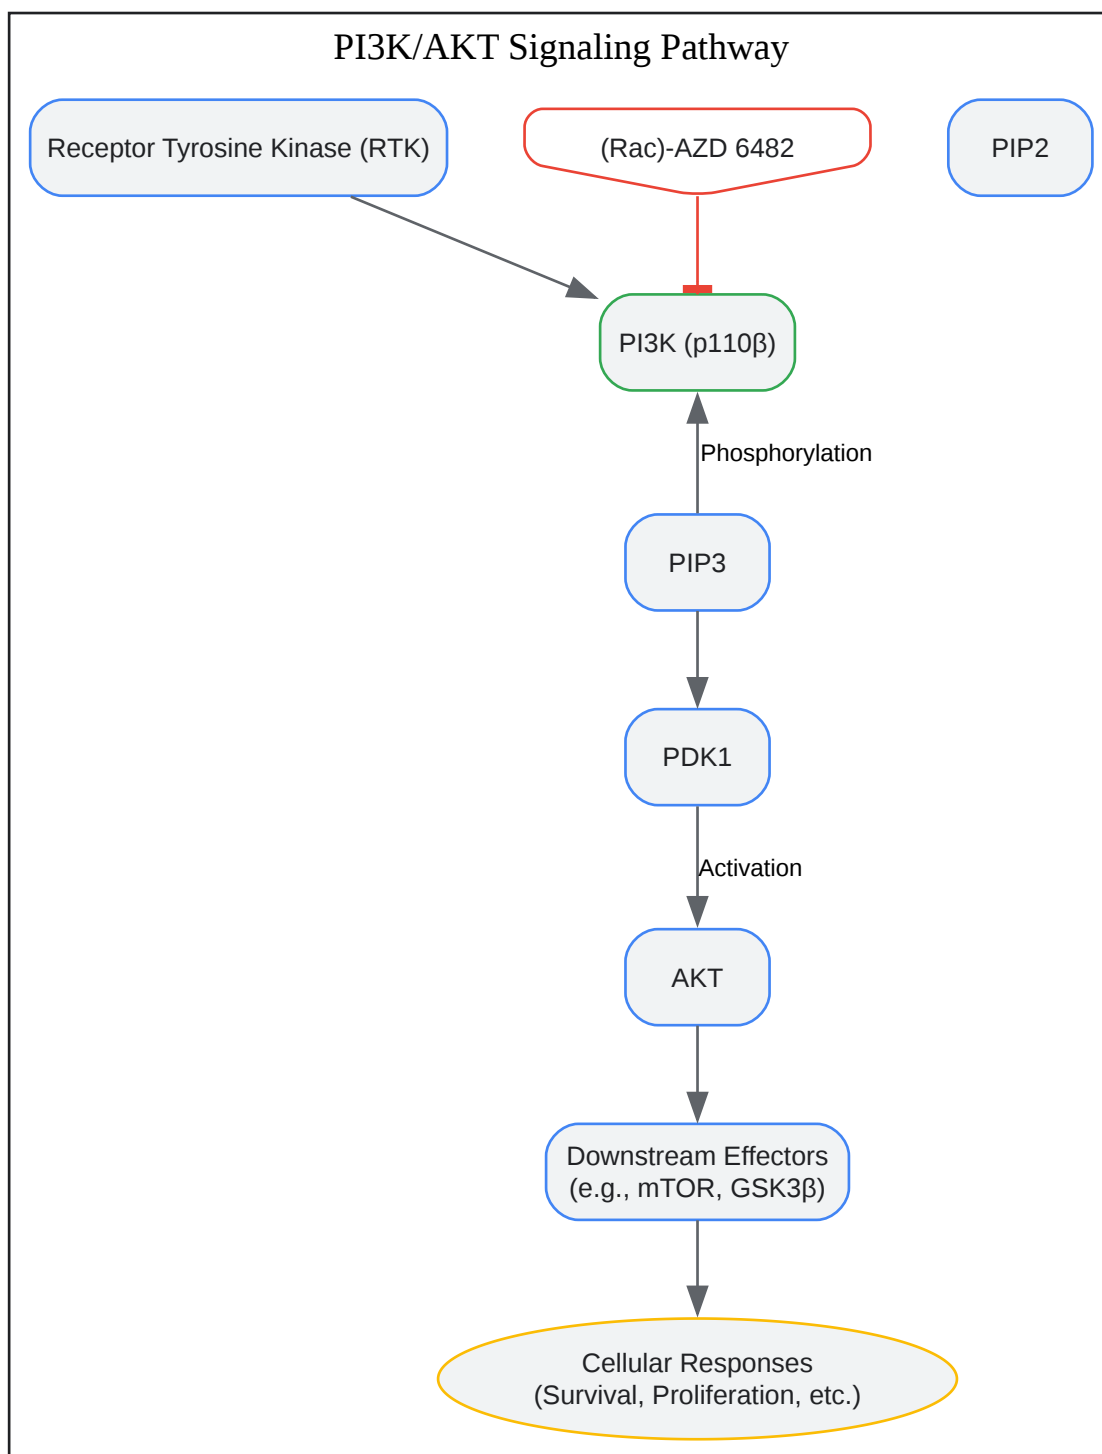 PI3K/AKT Signaling Pathway
Receptor Tyrosine Kinase (RTK)
(Rac)-AZD 6482
PIP2
PI3K (p110β)
Phosphorylation
PIP3
PDK1
Activation
AKT
Downstream Effectors
(e.g., mTOR, GSK3β)
Cellular Responses
(Survival, Proliferation, etc.)